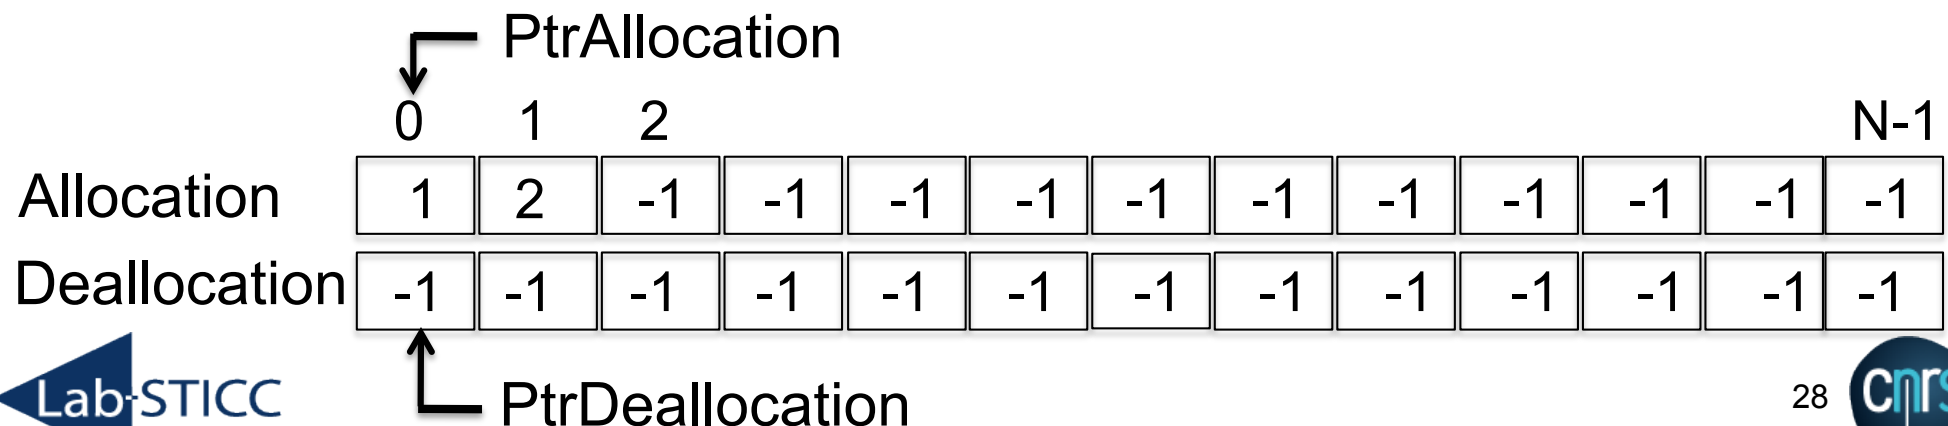 PtrAllocation
0 1 2 N-1
Allocation 1 2 -1 -1 -1 -1 -1 -1 -1 -1 -1 -1 -1
Deallocation -1 -1 -1 -1 -1 -1 -1 -1 -1 -1 -1 -1 -1
Lab-STICC
PtrDeallocation
28
cnrs